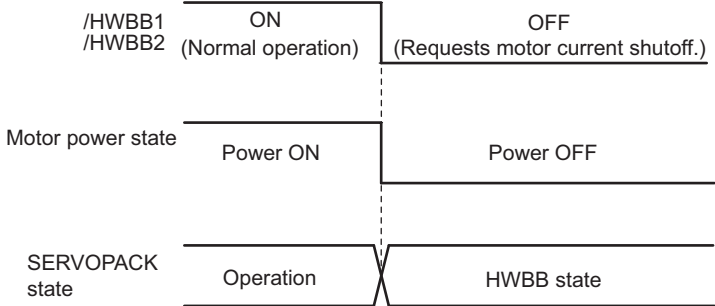 /HWBB1
/HWBB2
ON
(Normal operation)
OFF
(Requests motor current shutoff.)
Motor power state
Power ON
Power OFF
SERVOPACK
state
Operation
HWBB state